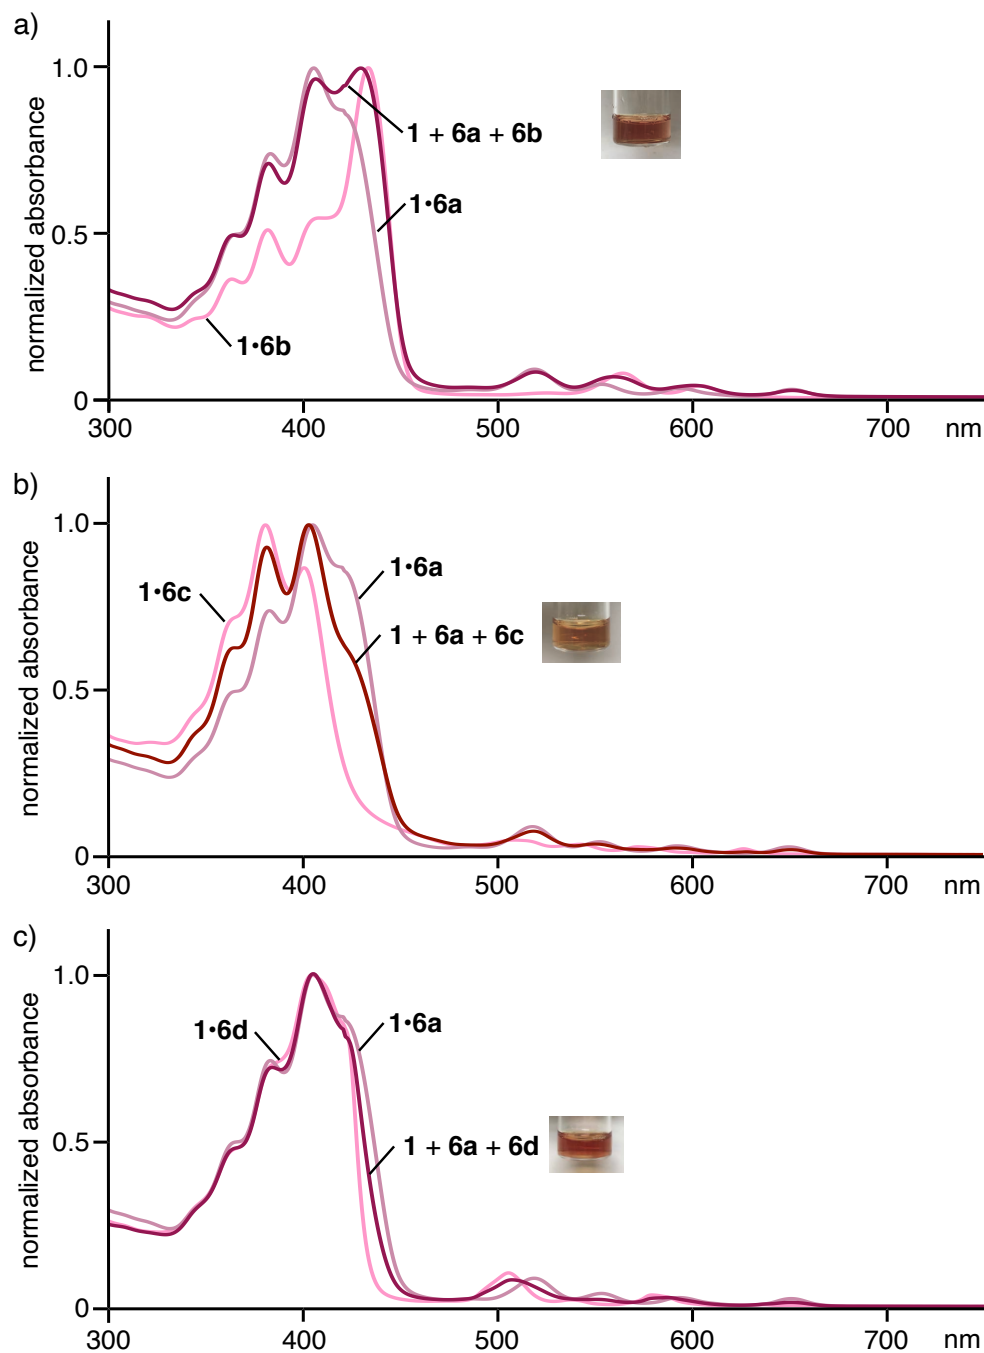 a)
normalized absorbance
1.0
0.5
0
1 + 6a + 6b
1•6a
1•6b
300 400 500 600 700 nm
b)
normalized absorbance
1.0
0.5
0
1•6c
1•6a
1 + 6a + 6c
300 400 500 600 700 nm
c)
normalized absorbance
1.0
0.5
0
1•6d
1•6a
1 + 6a + 6d
300 400 500 600 700 nm